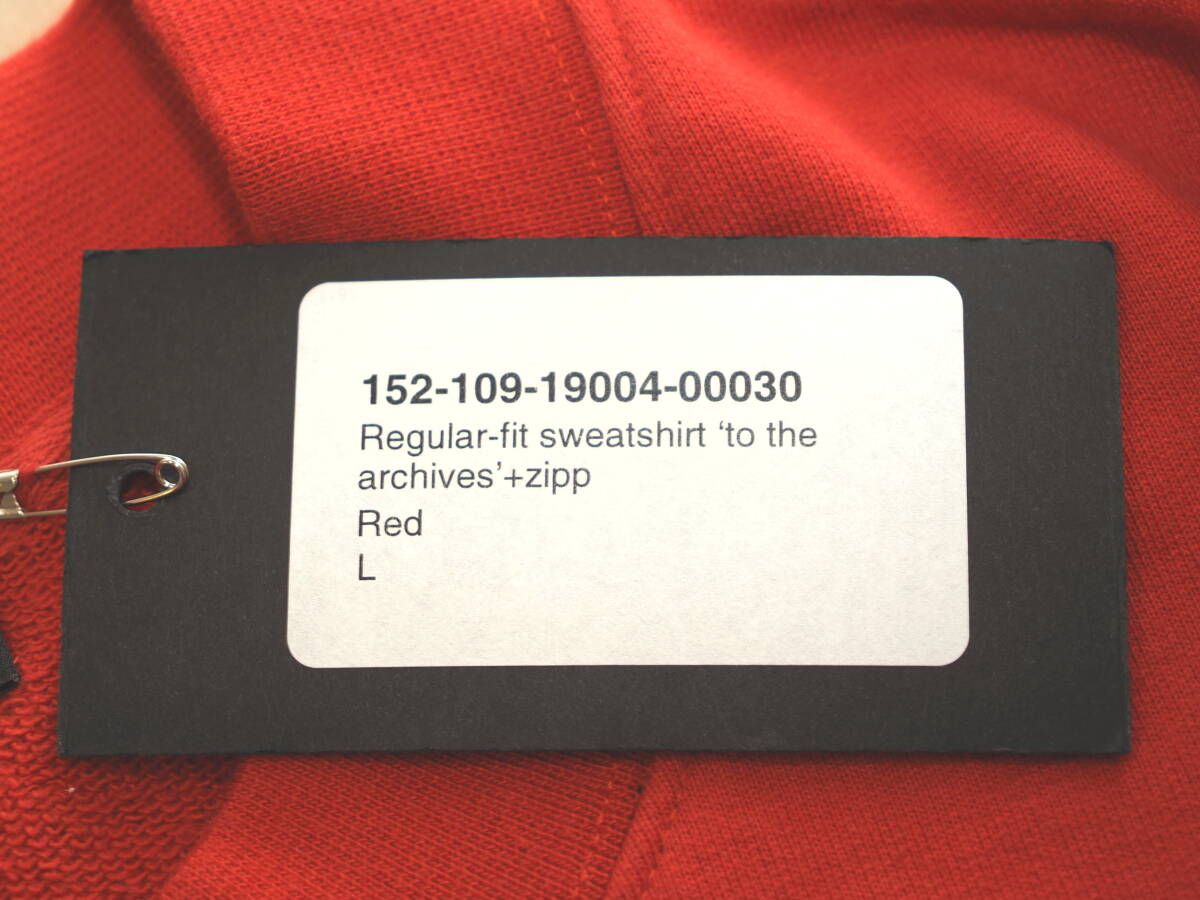 152-109-19004-00030
Regular-fit sweatshirt ‘to the
archives’+zipp
Red
L